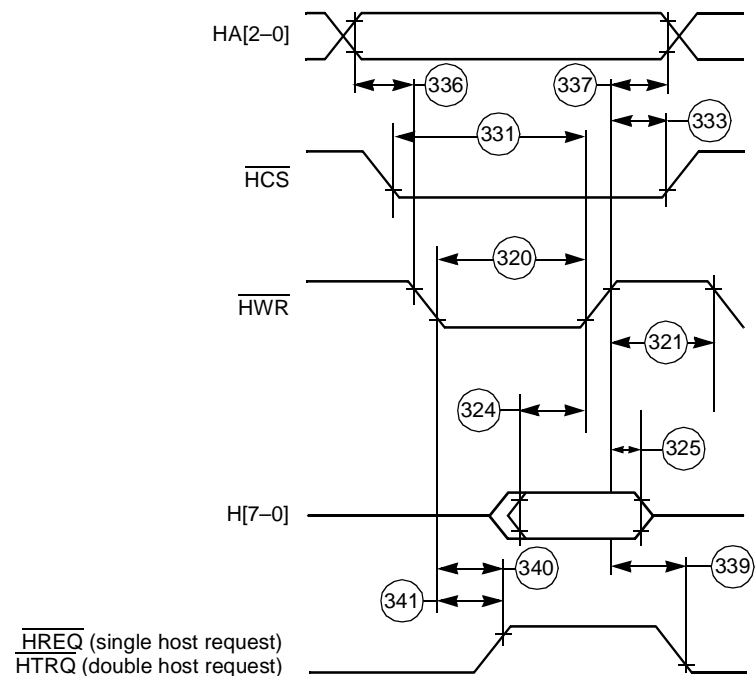 HA[2–0]
336
337
333
331
HCS
320
HWR
321
324
325
H[7–0]
340
339
341
HREQ (single host request)
HTRQ (double host request)